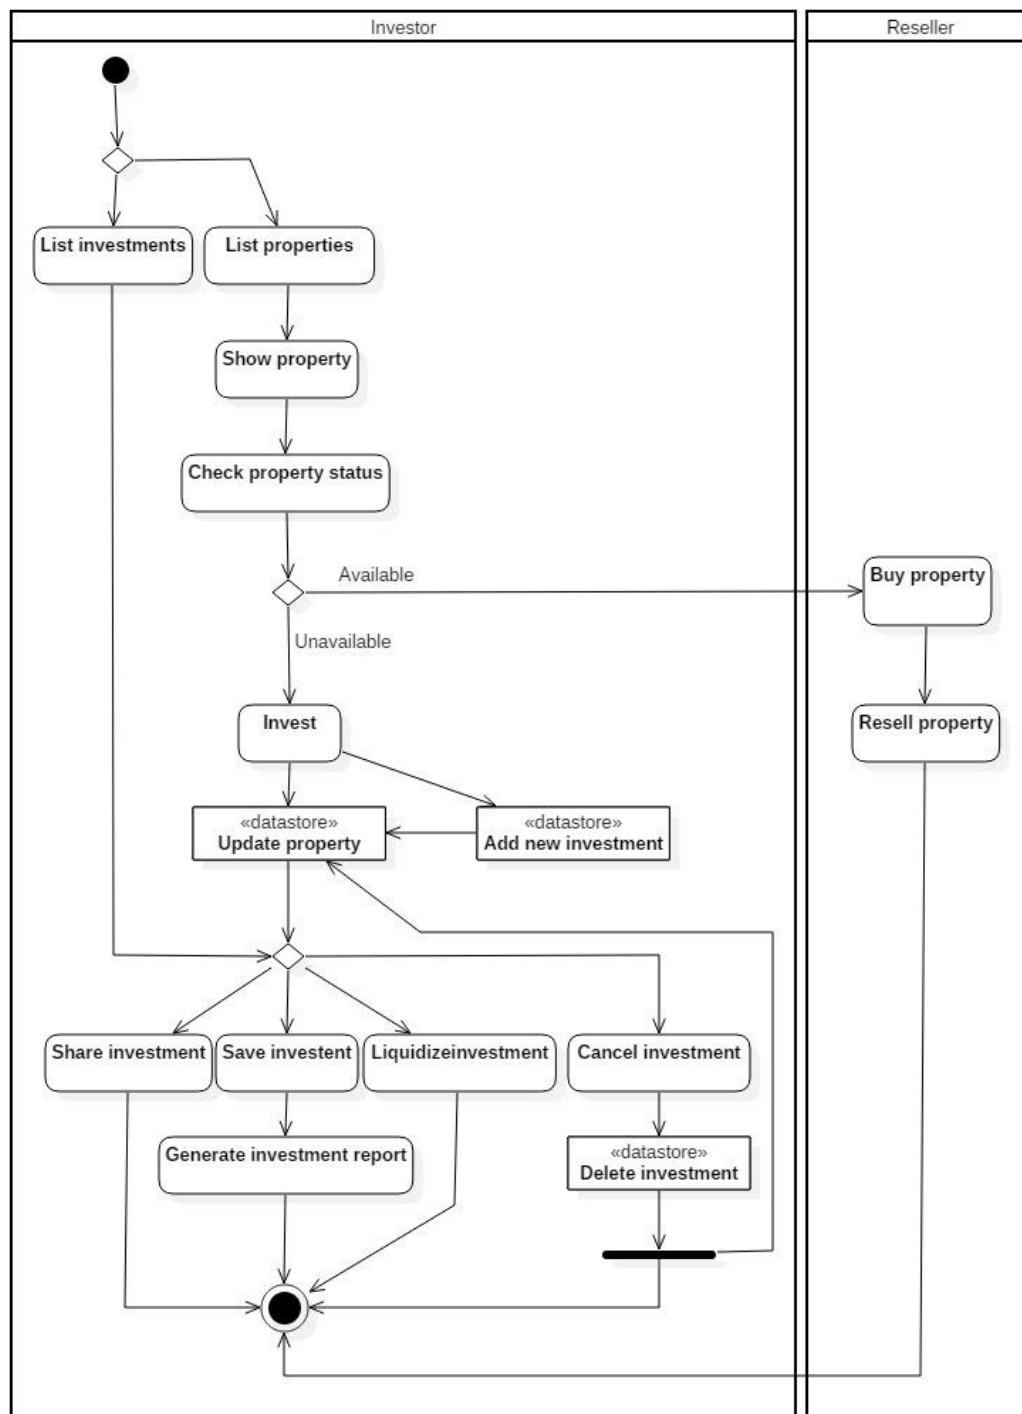 Investor
Reseller
List investments
List properties
Show property
Check property status
Available
Buy property
Unavailable
Invest
Resell property
«datastore»
Update property
«datastore»
Add new investment
Share investment
Save investent
Liquidizeinvestment
Cancel investment
Generate investment report
«datastore»
Delete investment